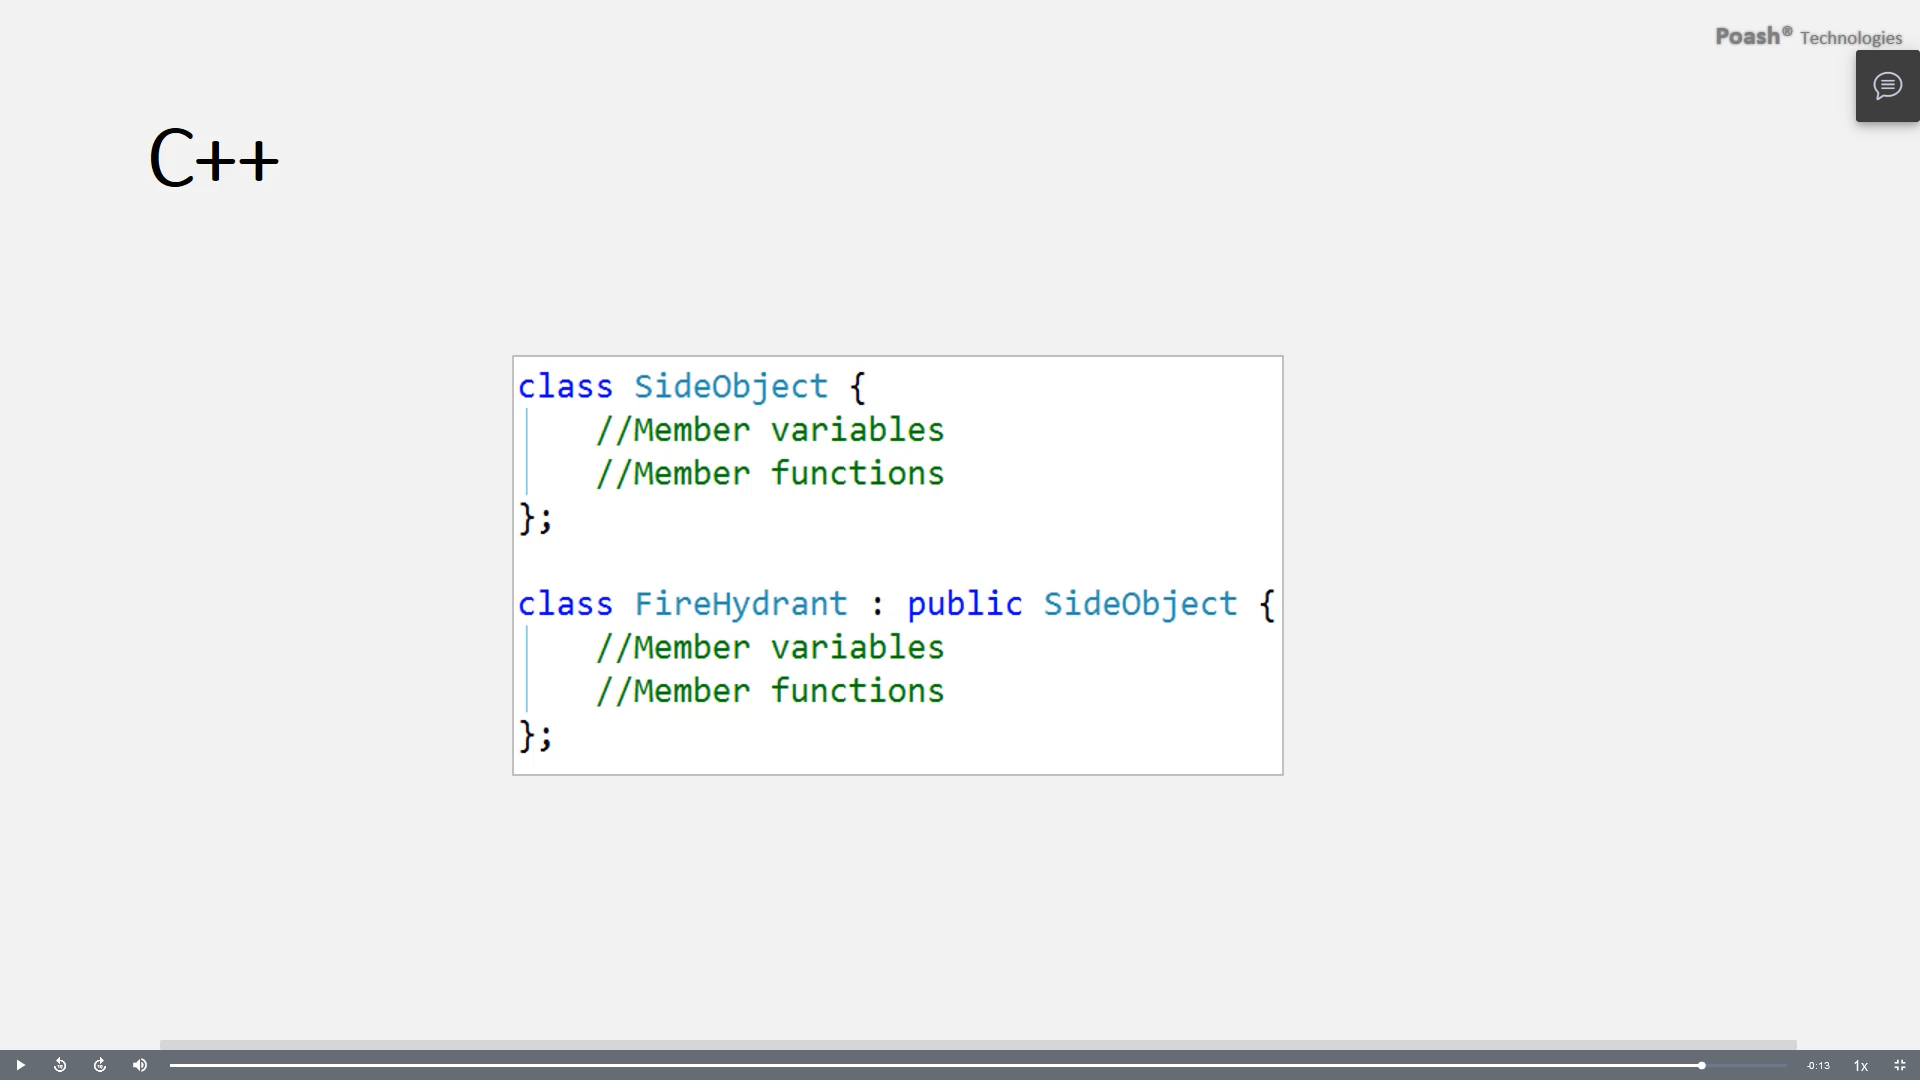 Poash® Technologies
C++
class SideObject {
//Member variables
//Member functions
};
class FireHydrant : public SideObject {
//Member variables
//Member functions
};
-0:13
1x